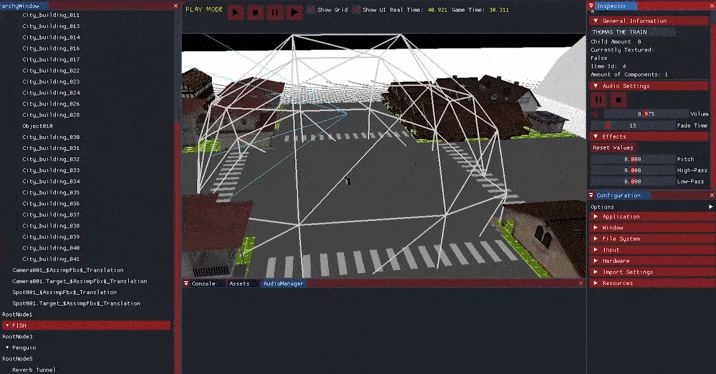 rarchyWindow
City_building_011
City_building_013
City_building_014
City_building_016
City_building_017
City_building_022
City_building_023
City_building_024
City_building_026
City_building_028
Object010
City_building_030
City_building_031
City_building_032
City_building_033
City_building_034
City_building_035
City_building_036
City_building_037
City_building_038
City_building_039
City_building_040
City_building_041
Camera001_$AssimpFbx$_Translation
Camera001.Target_$AssimpFbx$_Translation
Spot001_$AssimpFbx$_Translation
Spot001.Target_$AssimpFbx$_Translation
RootNode1
FISH
RootNode3
Penguin
RootNode5
Reverb Tunnel
PLAY MODE
Show Grid
Show UI
Real Time: 40.921
Game Time: 30.311
Console
Assets
AudioManager
Inspector
General Information
THOMAS THE TRAIN
Child Amount: 0
Currently Textured:
False
Item Id: 4
Amount of Components: 1
Audio Settings
0.975 Volume
15 Fade Time
Effects
Reset Values
0.000 Pitch
0.000 High-Pass
0.000 Low-Pass
Configuration
Options
Application
Window
File System
Input
Hardware
Import Settings
Resources